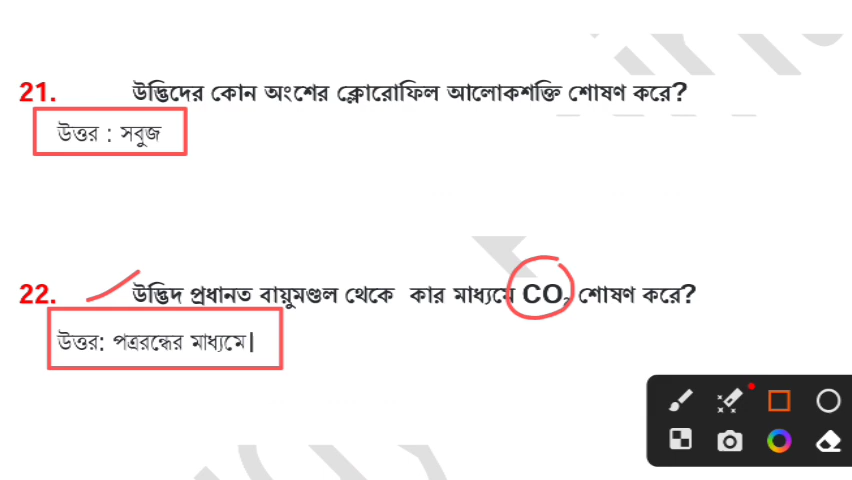 21. উদ্ভিদের কোন অংশের ক্লোরোফিল আলোকশক্তি শোষণ করে?
উত্তর : সবুজ
22. উদ্ভিদ প্রধানত বায়ুমণ্ডল থেকে কার মাধ্যমে CO₂ শোষণ করে?
উত্তর: পত্ররন্ধের মাধ্যমে|